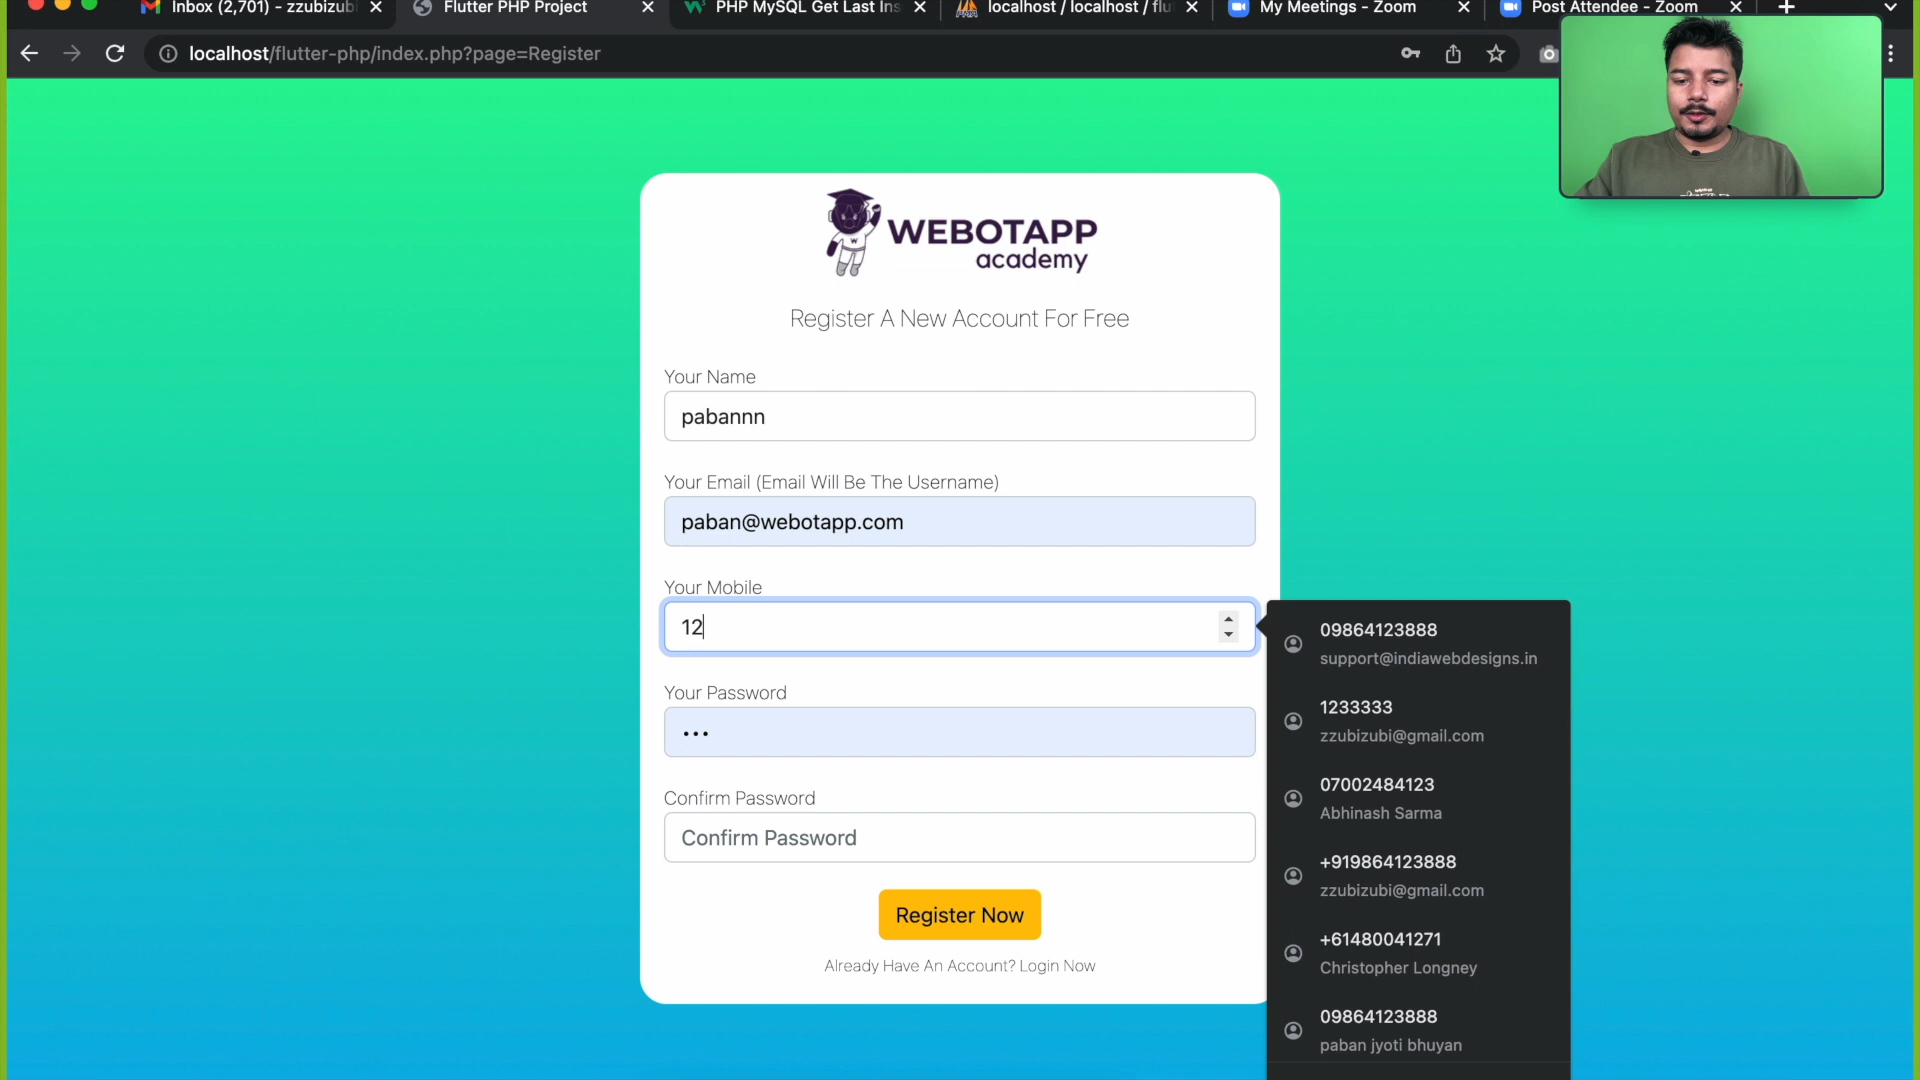 Inbox (2,701) - zzubizubi
Flutter PHP Project
PHP MySQL Get Last Ins
localhost / localhost / flu
My Meetings - Zoom
Post Attendee - Zoom
localhost/flutter-php/index.php?page=Register
WEBOTAPP
academy
Register A New Account For Free
Your Name
pabannn
Your Email (Email Will Be The Username)
paban@webotapp.com
Your Mobile
12
Your Password
Confirm Password
Confirm Password
Register Now
Already Have An Account? Login Now
09864123888
support@indiawebdesigns.in
1233333
zzubizubi@gmail.com
07002484123
Abhinash Sarma
+919864123888
zzubizubi@gmail.com
+61480041271
Christopher Longney
09864123888
paban jyoti bhuyan